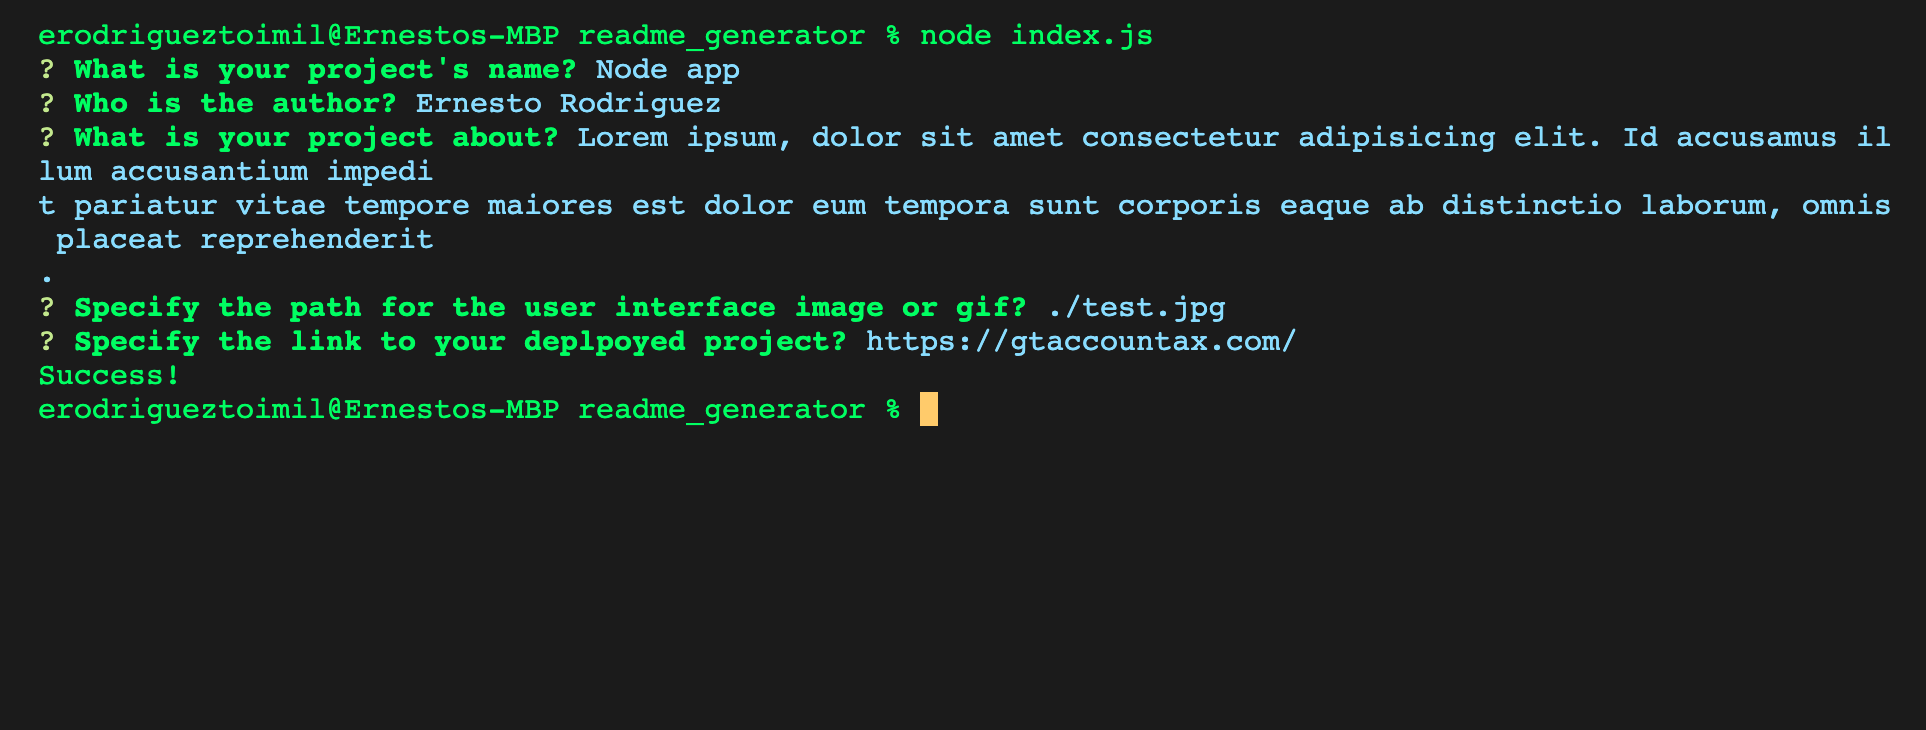 erodrigueztoimil@Ernestos-MBP readme_generator % node index.js
? What is your project's name? Node app
? Who is the author? Ernesto Rodriguez
? What is your project about? Lorem ipsum, dolor sit amet consectetur adipisicing elit. Id accusamus il
lum accusantium impedi
t pariatur vitae tempore maiores est dolor eum tempora sunt corporis eaque ab distinctio laborum, omnis
 placeat reprehenderit
.
? Specify the path for the user interface image or gif? ./test.jpg
? Specify the link to your deplpoyed project? https://gtaccountax.com/
Success!
erodrigueztoimil@Ernestos-MBP readme_generator %